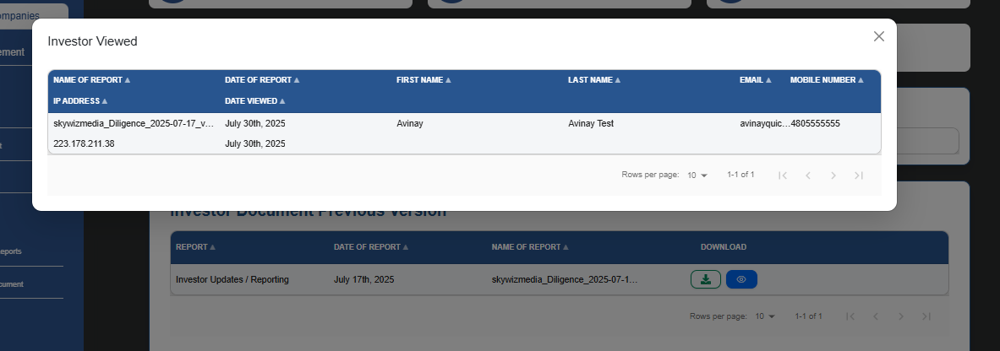 ompanies
ement
Investor Viewed
NAME OF REPORT ▲ DATE OF REPORT ▲ FIRST NAME ▲ LAST NAME ▲ EMAIL ▲ MOBILE NUMBER ▲
IP ADDRESS ▲ DATE VIEWED ▲
skywizmedia_Diligence_2025-07-17_v... July 30th, 2025 Avinay Avinay Test avinayquic... 4805555555
223.178.211.38 July 30th, 2025
Rows per page: 10 1-1 of 1
Investor Document Previous Version
REPORT ▲ DATE OF REPORT ▲ NAME OF REPORT ▲ DOWNLOAD
eports
Investor Updates / Reporting July 17th, 2025 skywizmedia_Diligence_2025-07-1...
cument
Rows per page: 10 1-1 of 1